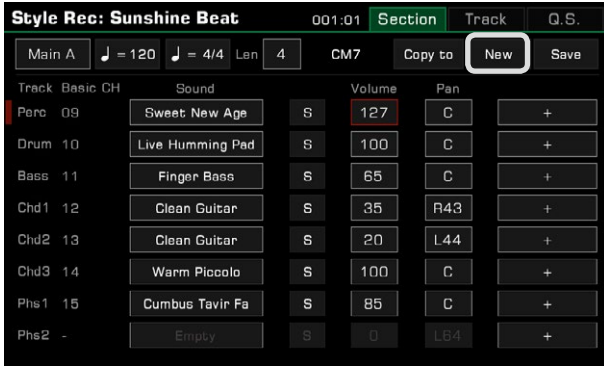 Style Rec: Sunshine Beat 001:01 Section Track Q.S.
Main A ♩ = 120 ♩ = 4/4 Len 4 CM7 Copy to New Save
Track Basic CH Sound Volume Pan
Perc 09 Sweet New Age S 127 C +
Drum 10 Live Humming Pad S 100 C +
Bass 11 Finger Bass S 65 C +
Chd1 12 Clean Guitar S 35 R43 +
Chd2 13 Clean Guitar S 20 L44 +
Chd3 14 Warm Piccolo S 100 C +
Phs1 15 Cumbus Tavir Fa S 85 C +
Phs2 - Empty S 0 L64 +